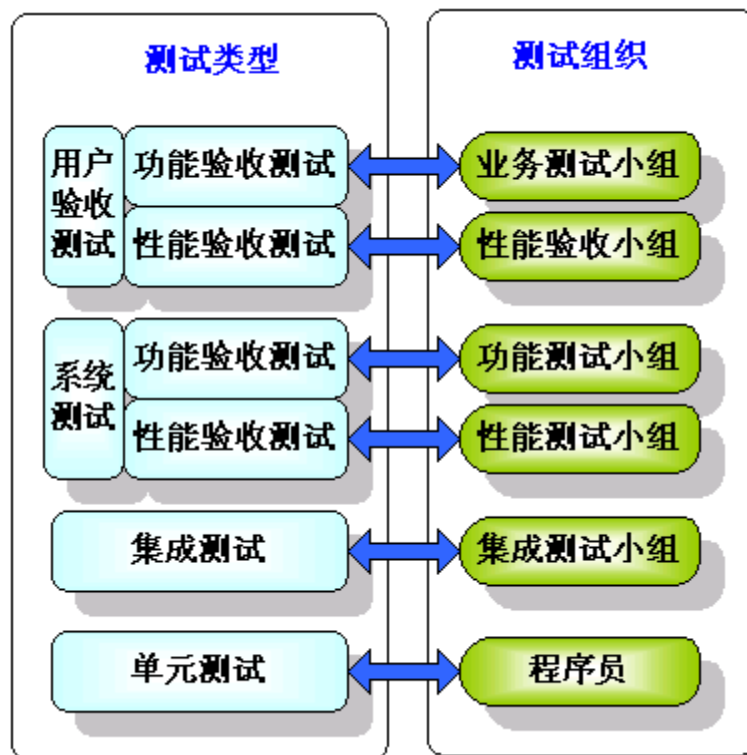 测试类型
测试组织
用户
验收
测试
功能验收测试
业务测试小组
性能验收测试
性能验收小组
系统
测试
功能验收测试
功能测试小组
性能验收测试
性能测试小组
集成测试
集成测试小组
单元测试
程序员